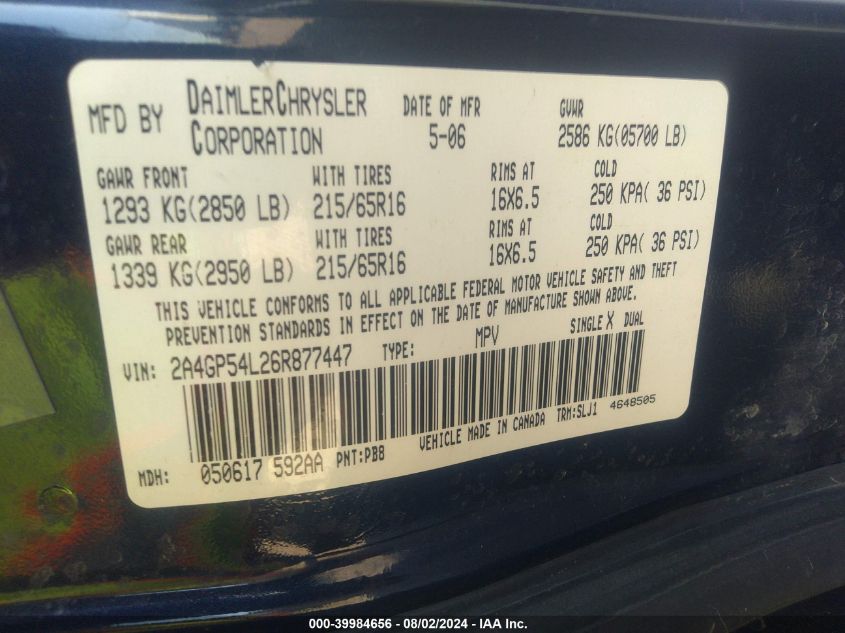 MFD BY DAIMLERCHRYSLER CORPORATION DATE OF MFR 5-06 GVWR 2586 KG(05700 LB)
GAWR FRONT WITH TIRES RIMS AT COLD
1293 KG(2850 LB) 215/65R16 16X6.5 250 KPA( 36 PSI)
GAWR REAR WITH TIRES RIMS AT COLD
1339 KG(2950 LB) 215/65R16 16X6.5 250 KPA( 36 PSI)
THIS VEHICLE CONFORMS TO ALL APPLICABLE FEDERAL MOTOR VEHICLE SAFETY AND THEFT
PREVENTION STANDARDS IN EFFECT ON THE DATE OF MANUFACTURE SHOWN ABOVE.
VIN: 2A4GP54L26R877447 TYPE: MPV SINGLE X DUAL
MDH: 050617 592AA PNT:PB8 VEHICLE MADE IN CANADA TRM:SLJ1 4648505
000-39984656 - 08/02/2024 - IAA Inc.